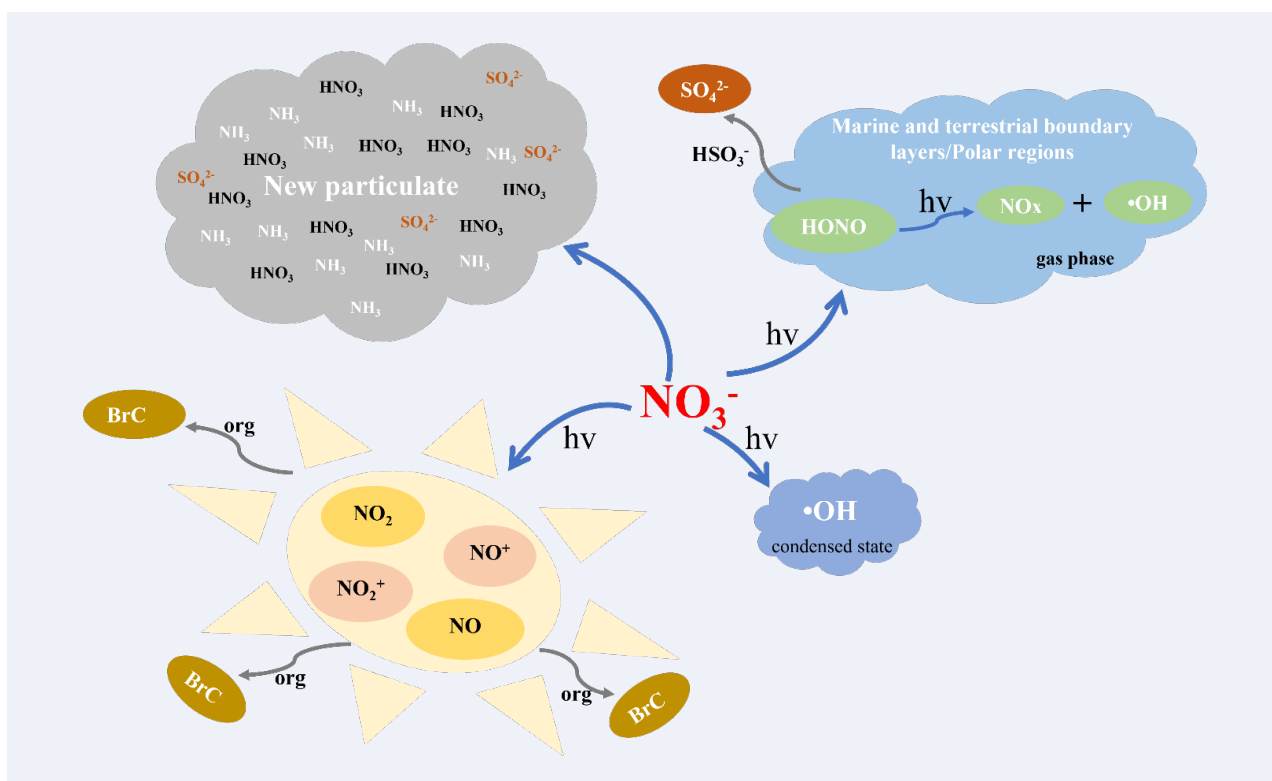 SO₄²⁻
HNO₃
NH₃
HNO₃
NH₃
NH₃
NH₃
HNO₃
HNO₃
NH₃
SO₄²⁻
HNO₃
SO₄²⁻
HNO₃
New particulate
HNO₃
SO₄²⁻
HNO₃
HNO₃
NH₃
NH₃
NH₃
HNO₃
NH₃
HNO₃
NH₃
NH₃
SO₄²⁻
HSO₃⁻
Marine and terrestrial boundary
layers/Polar regions
HONO
hv
NOx
+
•OH
gas phase
hv
NO₃⁻
hv
hv
•OH
condensed state
BrC
org
NO₂
NO⁺
NO₂⁺
NO
BrC
org
org
BrC